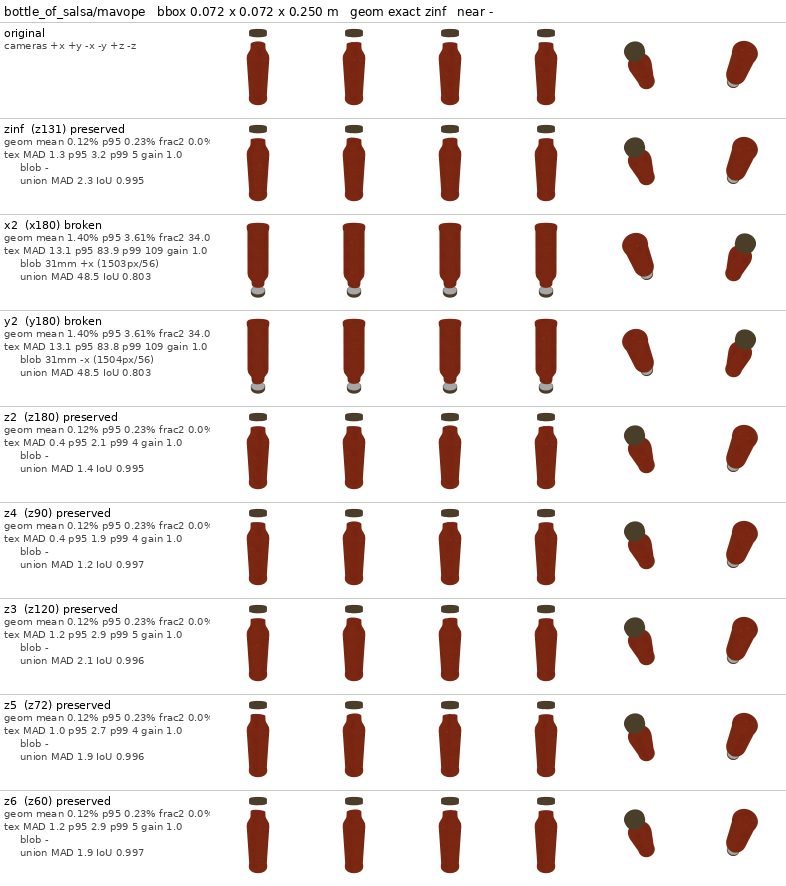 bottle_of_salsa/mavope bbox 0.072 x 0.072 x 0.250 m geom exact zinf near -
original
cameras +x +y -x -y +z -z
zinf (z131) preserved
geom mean 0.12% p95 0.23% frac2 0.0%
tex MAD 1.3 p95 3.2 p99 5 gain 1.0
blob -
union MAD 2.3 IoU 0.995
x2 (x180) broken
geom mean 1.40% p95 3.61% frac2 34.0
tex MAD 13.1 p95 83.9 p99 109 gain 1.0
blob 31mm +x (1503px/56)
union MAD 48.5 IoU 0.803
y2 (y180) broken
geom mean 1.40% p95 3.61% frac2 34.0
tex MAD 13.1 p95 83.8 p99 109 gain 1.0
blob 31mm -x (1504px/56)
union MAD 48.5 IoU 0.803
z2 (z180) preserved
geom mean 0.12% p95 0.23% frac2 0.0%
tex MAD 0.4 p95 2.1 p99 4 gain 1.0
blob -
union MAD 1.4 IoU 0.995
z4 (z90) preserved
geom mean 0.12% p95 0.23% frac2 0.0%
tex MAD 0.4 p95 1.9 p99 4 gain 1.0
blob -
union MAD 1.2 IoU 0.997
z3 (z120) preserved
geom mean 0.12% p95 0.23% frac2 0.0%
tex MAD 1.2 p95 2.9 p99 5 gain 1.0
blob -
union MAD 2.1 IoU 0.996
z5 (z72) preserved
geom mean 0.12% p95 0.23% frac2 0.0%
tex MAD 1.0 p95 2.7 p99 4 gain 1.0
blob -
union MAD 1.9 IoU 0.996
z6 (z60) preserved
geom mean 0.12% p95 0.23% frac2 0.0%
tex MAD 1.2 p95 2.9 p99 5 gain 1.0
blob -
union MAD 1.9 IoU 0.997